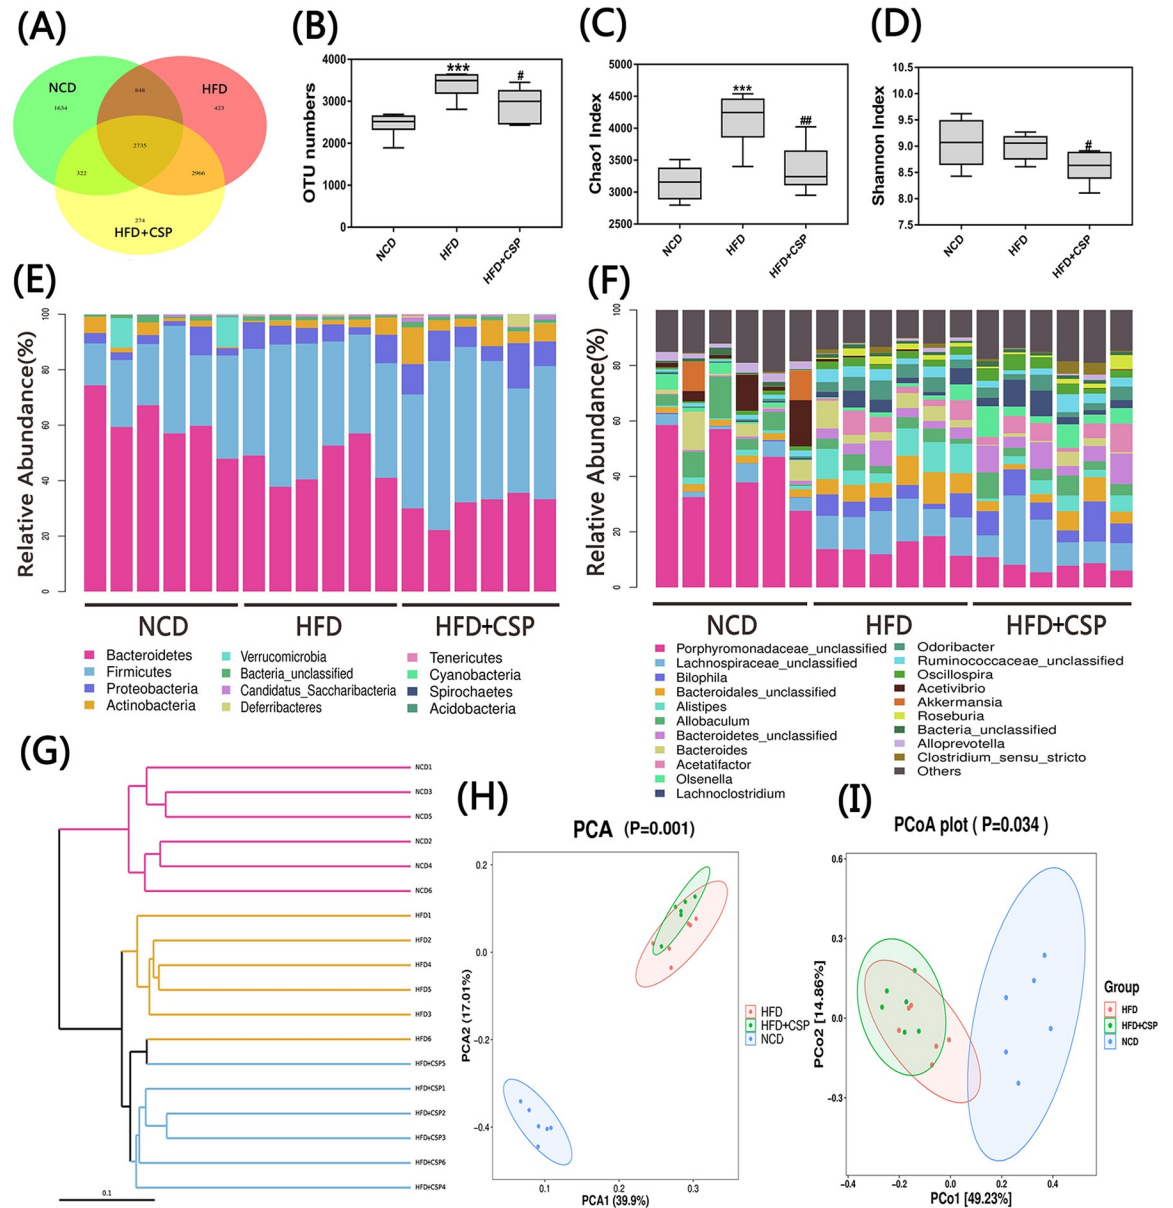 (A)
NCD
HFD
1634
848
423
2735
322
2966
274
HFD+CSP
(B)
OTU numbers
4000
3000
2000
1000
0
***
#
NCD
HFD
HFD+CSP
(C)
Chao1 Index
5000
4500
4000
3500
3000
2500
***
##
NCD
HFD
HFD+CSP
(D)
Shannon Index
10.5
10.0
9.5
9.0
8.5
8.0
7.5
#
NCD
HFD
HFD+CSP
(E)
Relative Abundance(%)
100
80
60
40
20
0
NCD
HFD
HFD+CSP
Bacteroidetes
Firmicutes
Proteobacteria
Actinobacteria
Verrucomicrobia
Bacteria_unclassified
Candidatus_Saccharibacteria
Deferribacteres
Tenericutes
Cyanobacteria
Spirochaetes
Acidobacteria
(F)
Relative Abundance(%)
100
80
60
40
20
0
NCD
HFD
HFD+CSP
Porphyromonadaceae_unclassified
Lachnospiraceae_unclassified
Bilophila
Bacteroidales_unclassified
Alistipes
Allobaculum
Bacteroidetes_unclassified
Bacteroides
Acetatifactor
Olsenella
Lachnoclostridium
Odoribacter
Ruminococcaceae_unclassified
Oscillospira
Acetivibrio
Akkermansia
Roseburia
Bacteria_unclassified
Alloprevotella
Clostridium_sensu_stricto
Others
(G)
NCD1
NCD3
NCD5
NCD2
NCD4
NCD6
HFD1
HFD2
HFD4
HFD5
HFD3
HFD6
HFD+CSP5
HFD+CSP1
HFD+CSP2
HFD+CSP3
HFD+CSP6
HFD+CSP4
0.1
(H)
PCA (P=0.001)
PCA2 (17.01%)
0.2
0.0
-0.2
-0.4
0.1
0.2
0.3
PCA1 (39.9%)
HFD
HFD+CSP
NCD
(I)
PCoA plot ( P=0.034 )
PCo2 [14.86%]
0.6
0.3
0.0
-0.3
-0.4
-0.2
0.0
0.2
0.4
PCo1 [49.23%]
Group
HFD
HFD+CSP
NCD